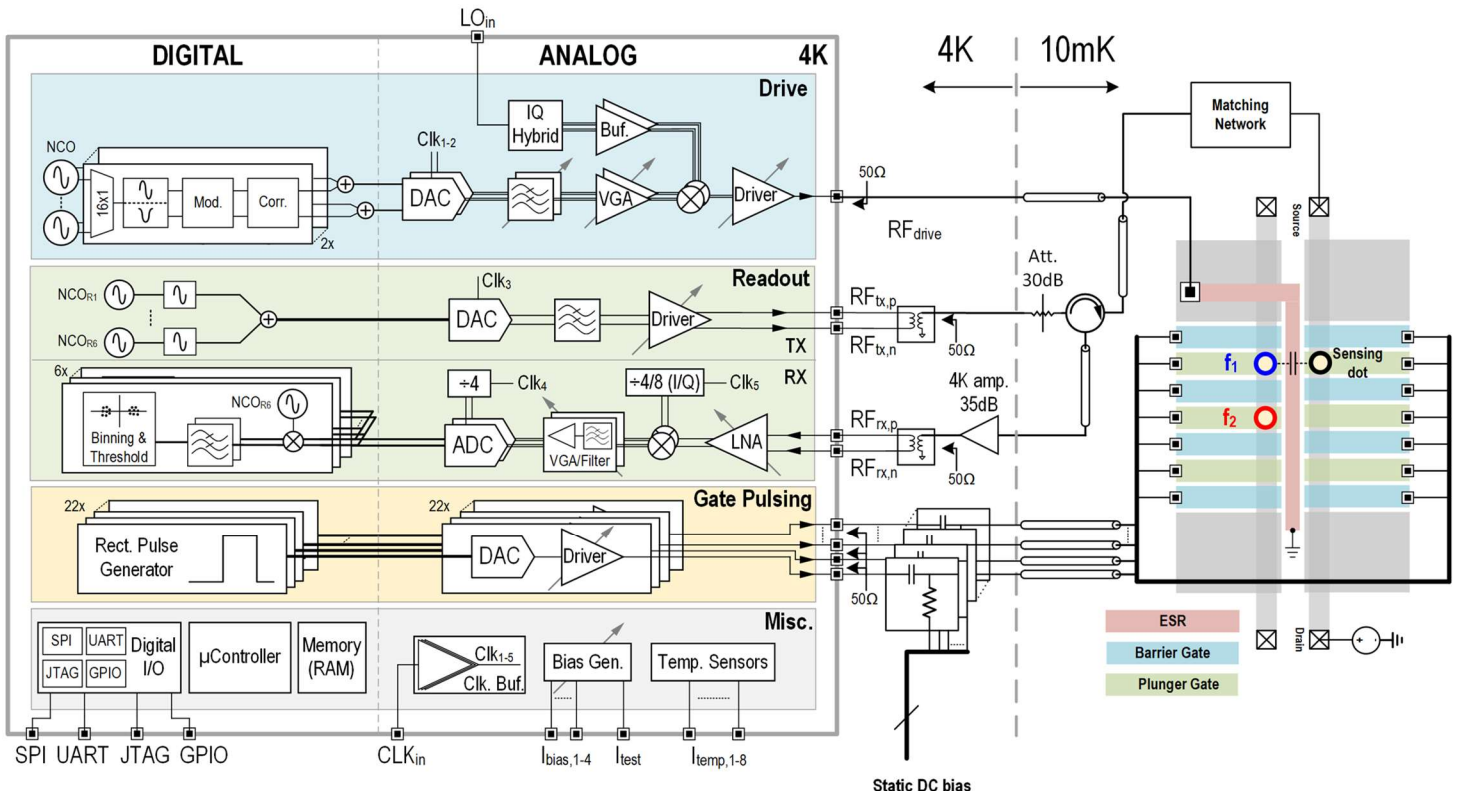 LOin
DIGITAL
ANALOG
4K
4K
10mK
Drive
NCO
16x1
Mod.
Corr.
2x
Clk1-2
DAC
IQ
Hybrid
Buf.
VGA
Driver
50Ω
RFdrive
Matching
Network
Source
Readout
NCOR1
NCOR6
Clk3
DAC
Driver
TX
RFtx,p
RFtx,n
50Ω
Att.
30dB
RX
6x
NCOR6
Binning &
Threshold
÷4
Clk4
ADC
VGA/Filter
÷4/8 (I/Q)
Clk5
LNA
RFrx,p
RFrx,n
50Ω
4K amp.
35dB
f1
f2
Sensing
dot
Gate Pulsing
22x
Rect. Pulse
Generator
22x
DAC
Driver
50Ω
Misc.
SPI
UART
JTAG
GPIO
Digital
I/O
µController
Memory
(RAM)
Clk1-5
Clk. Buf.
Bias Gen.
Temp. Sensors
SPI
UART
JTAG
GPIO
CLKin
Ibias,1-4
Itest
Itemp,1-8
Static DC bias
ESR
Barrier Gate
Plunger Gate
Drain